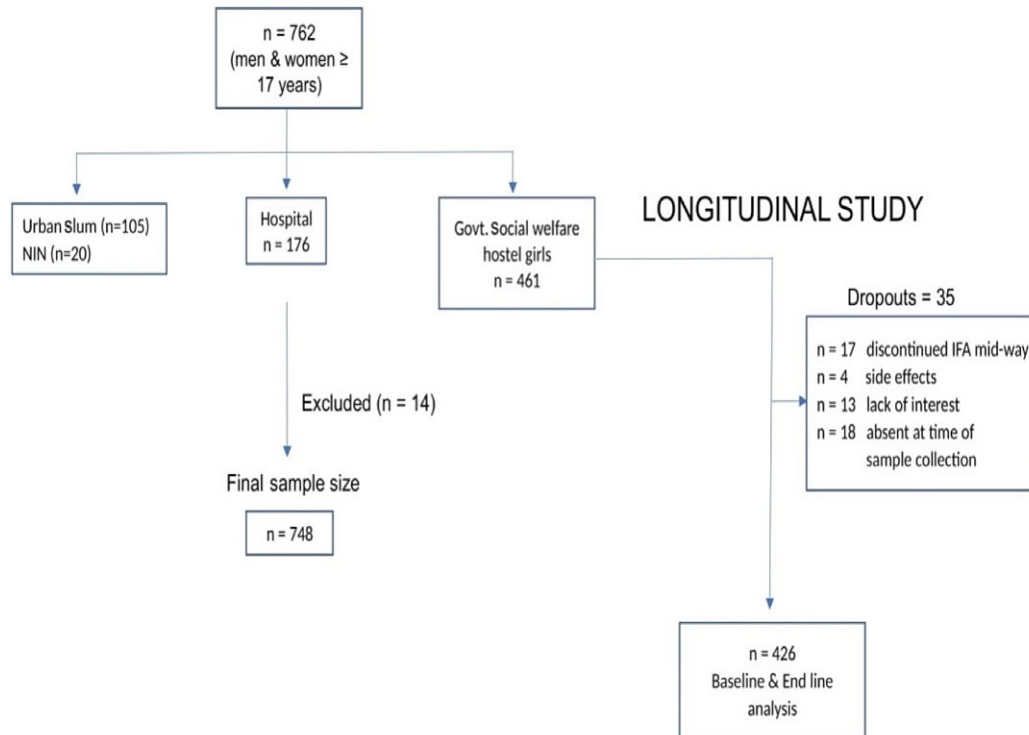 n = 762
(men & women ≥
17 years)
Urban slum (n=105)
NIN (n=20)
Hospital
n = 176
Govt. Social welfare
hostel girls
n = 461
LONGITUDINAL STUDY
Dropouts = 35
n = 17 discontinued IFA mid-way
n = 4 side effects
n = 13 lack of interest
n = 18 absent at time of
sample collection
Excluded (n = 14)
Final sample size
n = 748
n = 426
Baseline & End line
analysis